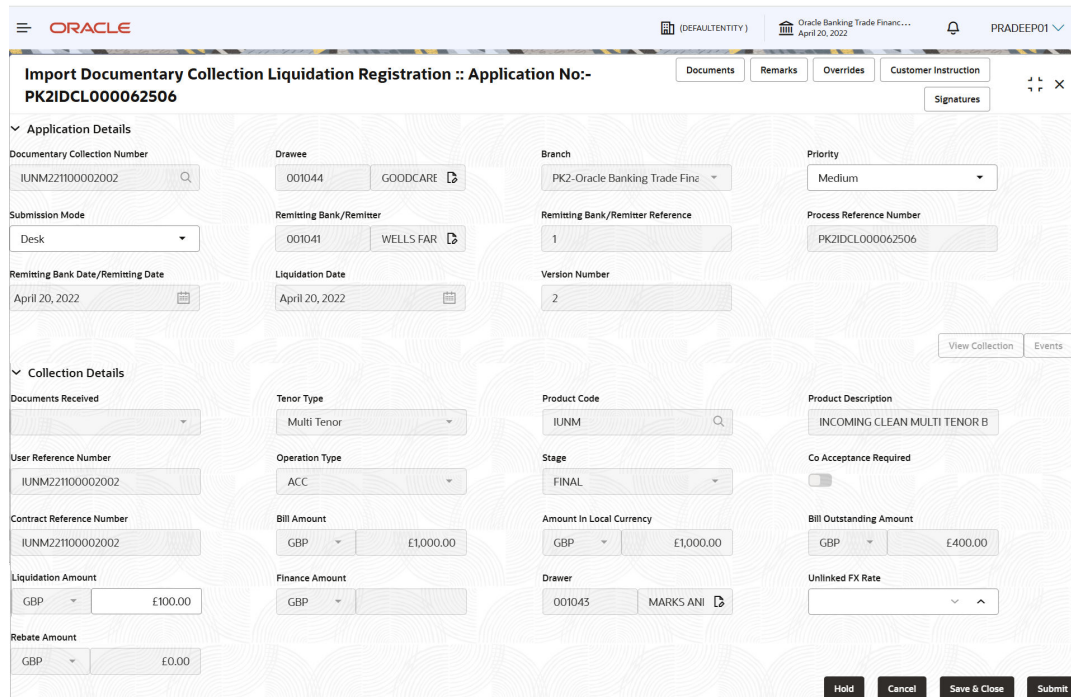 ORACLE
(DEFAULTENTITY )
Oracle Banking Trade Financ...
April 20, 2022
PRADEEP01
Import Documentary Collection Liquidation Registration :: Application No:-
PK2IDCL000062506
Documents
Remarks
Overrides
Customer Instruction
Signatures
Application Details
Documentary Collection Number
Drawee
Branch
Priority
IUNM221100002002
001044
GOODCARE
PK2-Oracle Banking Trade Fina
Medium
Submission Mode
Remitting Bank/Remitter
Remitting Bank/Remitter Reference
Process Reference Number
Desk
001041
WELLS FAR
1
PK2IDCL000062506
Remitting Bank Date/Remitting Date
Liquidation Date
Version Number
April 20, 2022
April 20, 2022
2
View Collection
Events
Collection Details
Documents Received
Tenor Type
Product Code
Product Description
Multi Tenor
IUNM
INCOMING CLEAN MULTI TENOR B
User Reference Number
Operation Type
Stage
Co Acceptance Required
IUNM221100002002
ACC
FINAL
Contract Reference Number
Bill Amount
Amount In Local Currency
Bill Outstanding Amount
IUNM221100002002
GBP
£1,000.00
GBP
£1,000.00
GBP
£400.00
Liquidation Amount
Finance Amount
Drawer
Unlinked FX Rate
GBP
£100.00
GBP
001043
MARKS ANI
Rebate Amount
GBP
£0.00
Hold
Cancel
Save & Close
Submit